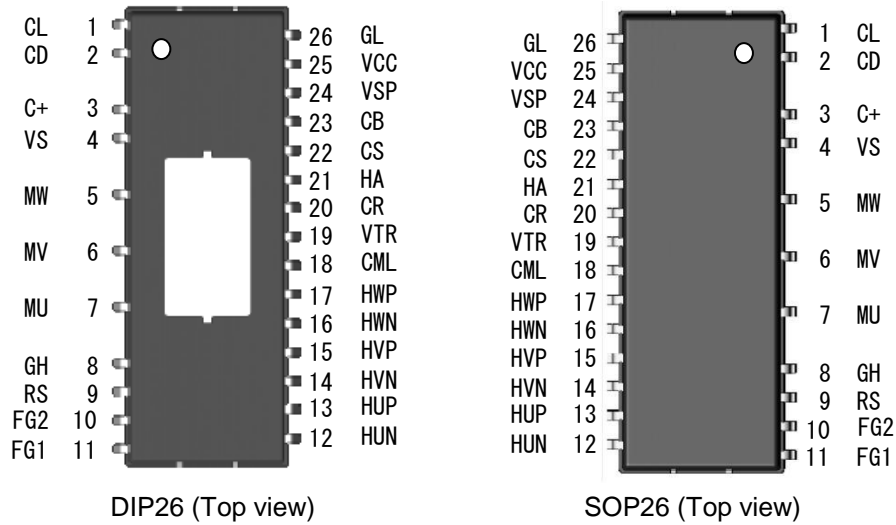 CL 1
CD 2
C+ 3
VS 4
MW 5
MV 6
MU 7
GH 8
RS 9
FG2 10
FG1 11
26 GL
25 VCC
24 VSP
23 CB
22 CS
21 HA
20 CR
19 VTR
18 CML
17 HWP
16 HWN
15 HVP
14 HVN
13 HUP
12 HUN
DIP26 (Top view)
GL 26
VCC 25
VSP 24
CB 23
CS 22
HA 21
CR 20
VTR 19
CML 18
HWP 17
HWN 16
HVP 15
HVN 14
HUP 13
HUN 12
1 CL
2 CD
3 C+
4 VS
5 MW
6 MV
7 MU
8 GH
9 RS
10 FG2
11 FG1
SOP26 (Top view)